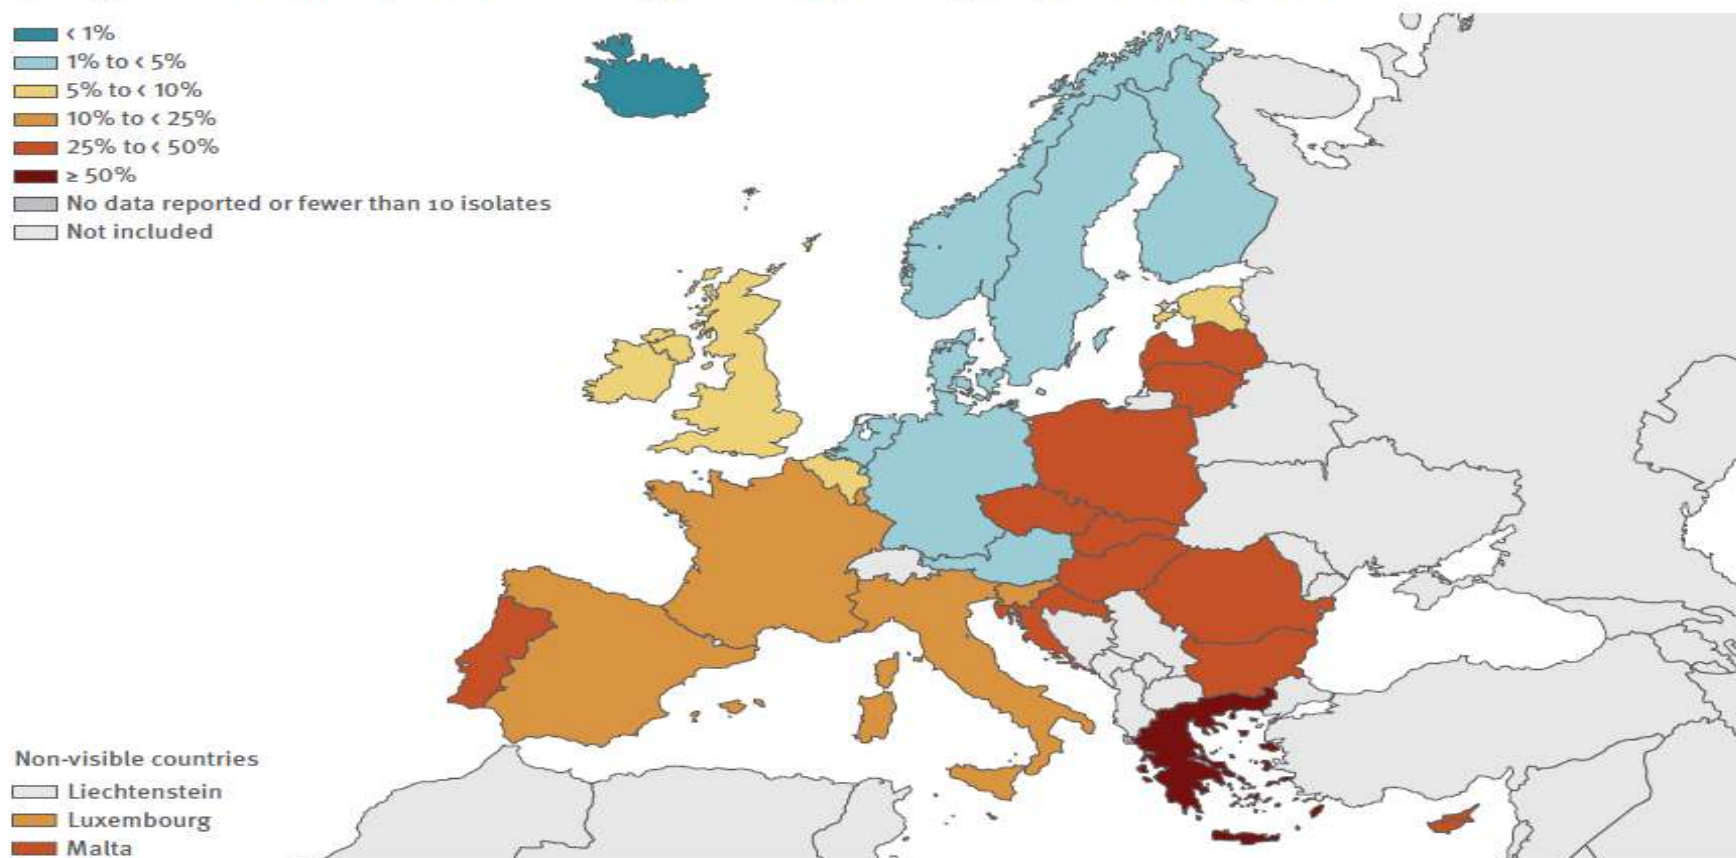 < 1%
1% to < 5%
5% to < 10%
10% to < 25%
25% to < 50%
≥ 50%
No data reported or fewer than 10 isolates
Not included
Non-visible countries
Liechtenstein
Luxembourg
Malta